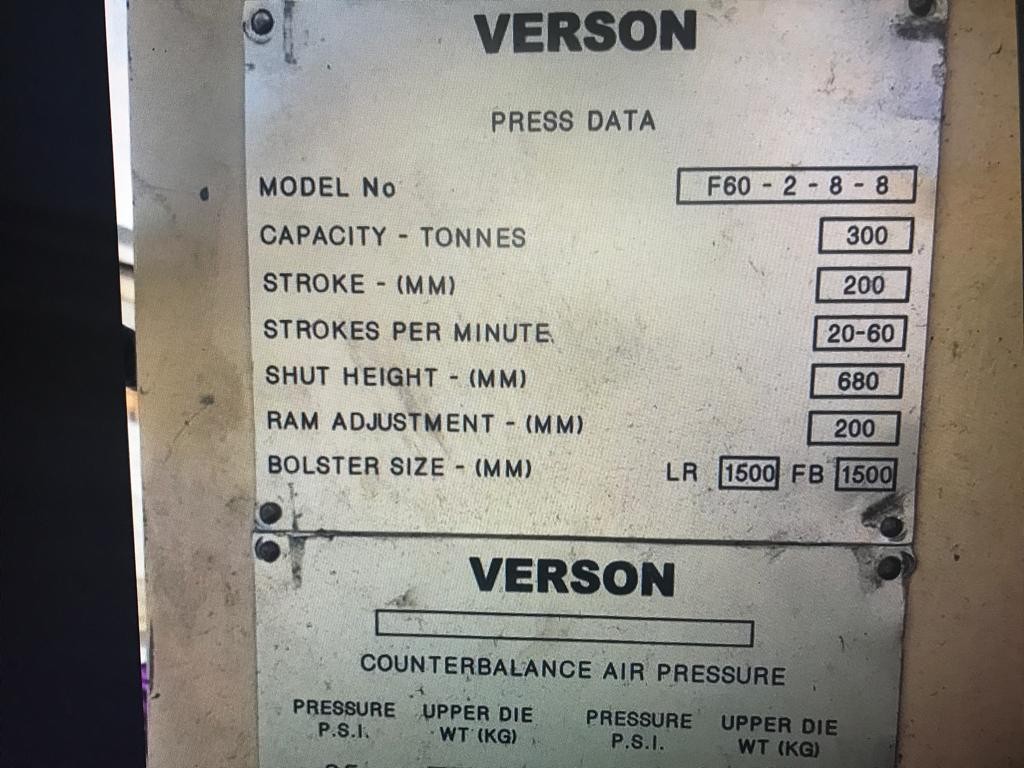 VERSON
PRESS DATA
MODEL No F60 - 2 - 8 - 8
CAPACITY - TONNES 300
STROKE - (MM) 200
STROKES PER MINUTE 20-60
SHUT HEIGHT - (MM) 680
RAM ADJUSTMENT - (MM) 200
BOLSTER SIZE - (MM) LR 1500 FB 1500
VERSON
COUNTERBALANCE AIR PRESSURE
PRESSURE UPPER DIE PRESSURE UPPER DIE
P.S.I. WT (KG) P.S.I. WT (KG)